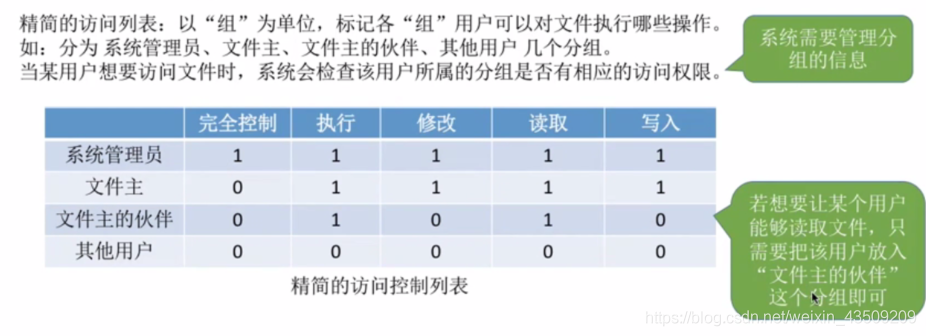 精简的访问列表：以“组”为单位，标记各“组”用户可以对文件执行哪些操作。
如：分为 系统管理员、文件主、文件主的伙伴、其他用户 几个分组。
当某用户想要访问文件时，系统会检查该用户所属的分组是否有相应的访问权限。
系统需要管理分
组的信息
完全控制 执行 修改 读取 写入
系统管理员 1 1 1 1 1
文件主 0 1 1 1 1
文件主的伙伴 0 1 0 1 0
其他用户 0 0 0 0 0
精简的访问控制列表
若想要让某个用户
能够读取文件，只
需要把该用户放入
“文件主的伙伴”
这个分组即可
https://blog.csdn.net/weixin_43509209